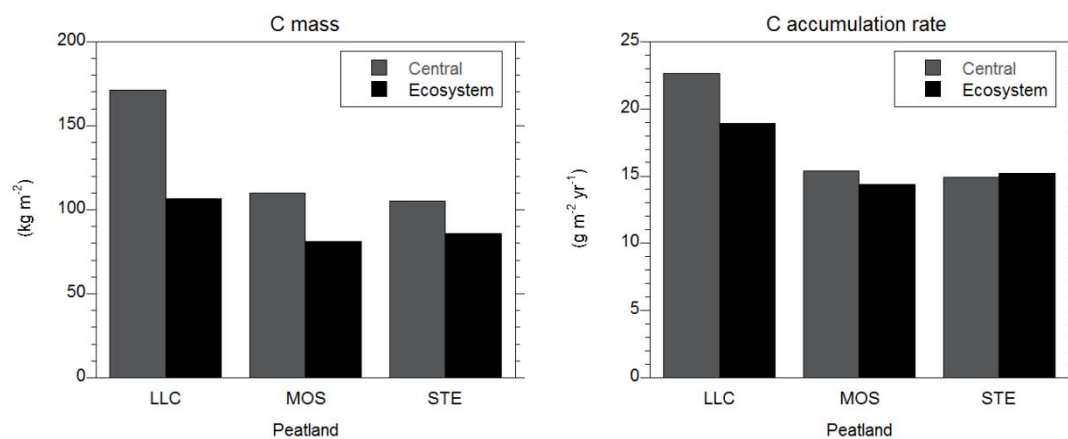 C mass
200
150
100
50
0
(kg m⁻²)
Central
Ecosystem
LLC
MOS
STE
Peatland
C accumulation rate
25
20
15
10
5
0
(g m⁻² yr⁻¹)
Central
Ecosystem
LLC
MOS
STE
Peatland